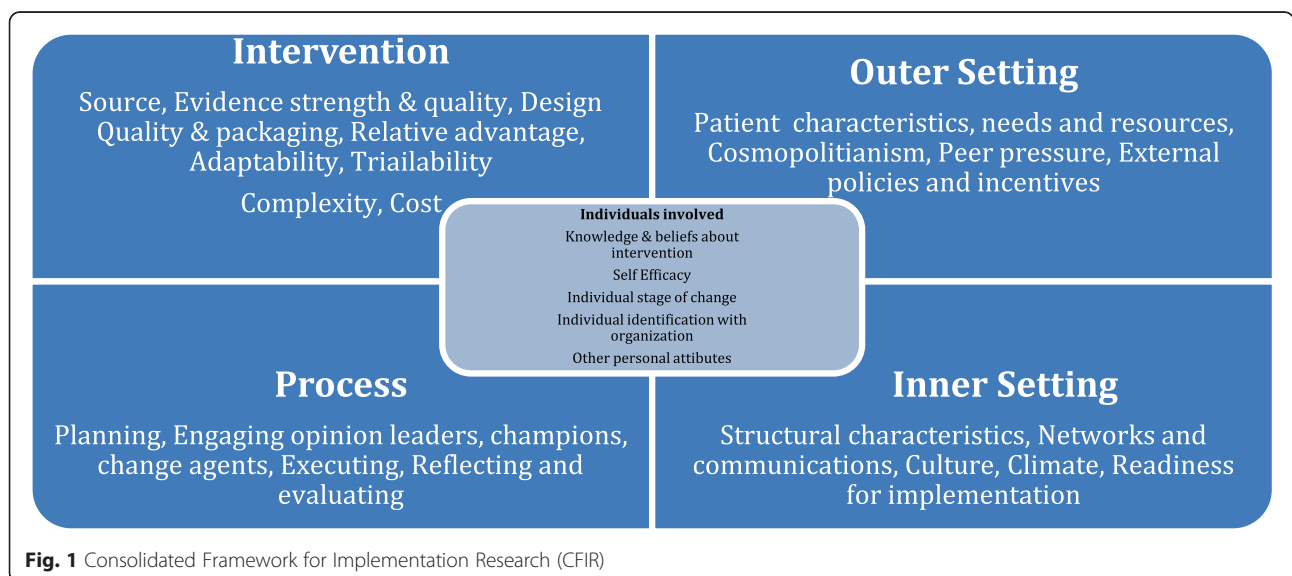 Intervention
Source, Evidence strength & quality, Design
Quality & packaging, Relative advantage,
Adaptability, Triailability
Complexity, Cost
Outer Setting
Patient characteristics, needs and resources,
Cosmopolitianism, Peer pressure, External
policies and incentives
Individuals involved
Knowledge & beliefs about
intervention
Self Efficacy
Individual stage of change
Individual identification with
organization
Other personal attibutes
Process
Planning, Engaging opinion leaders, champions,
change agents, Executing, Reflecting and
evaluating
Inner Setting
Structural characteristics, Networks and
communications, Culture, Climate, Readiness
for implementation
Fig. 1 Consolidated Framework for Implementation Research (CFIR)